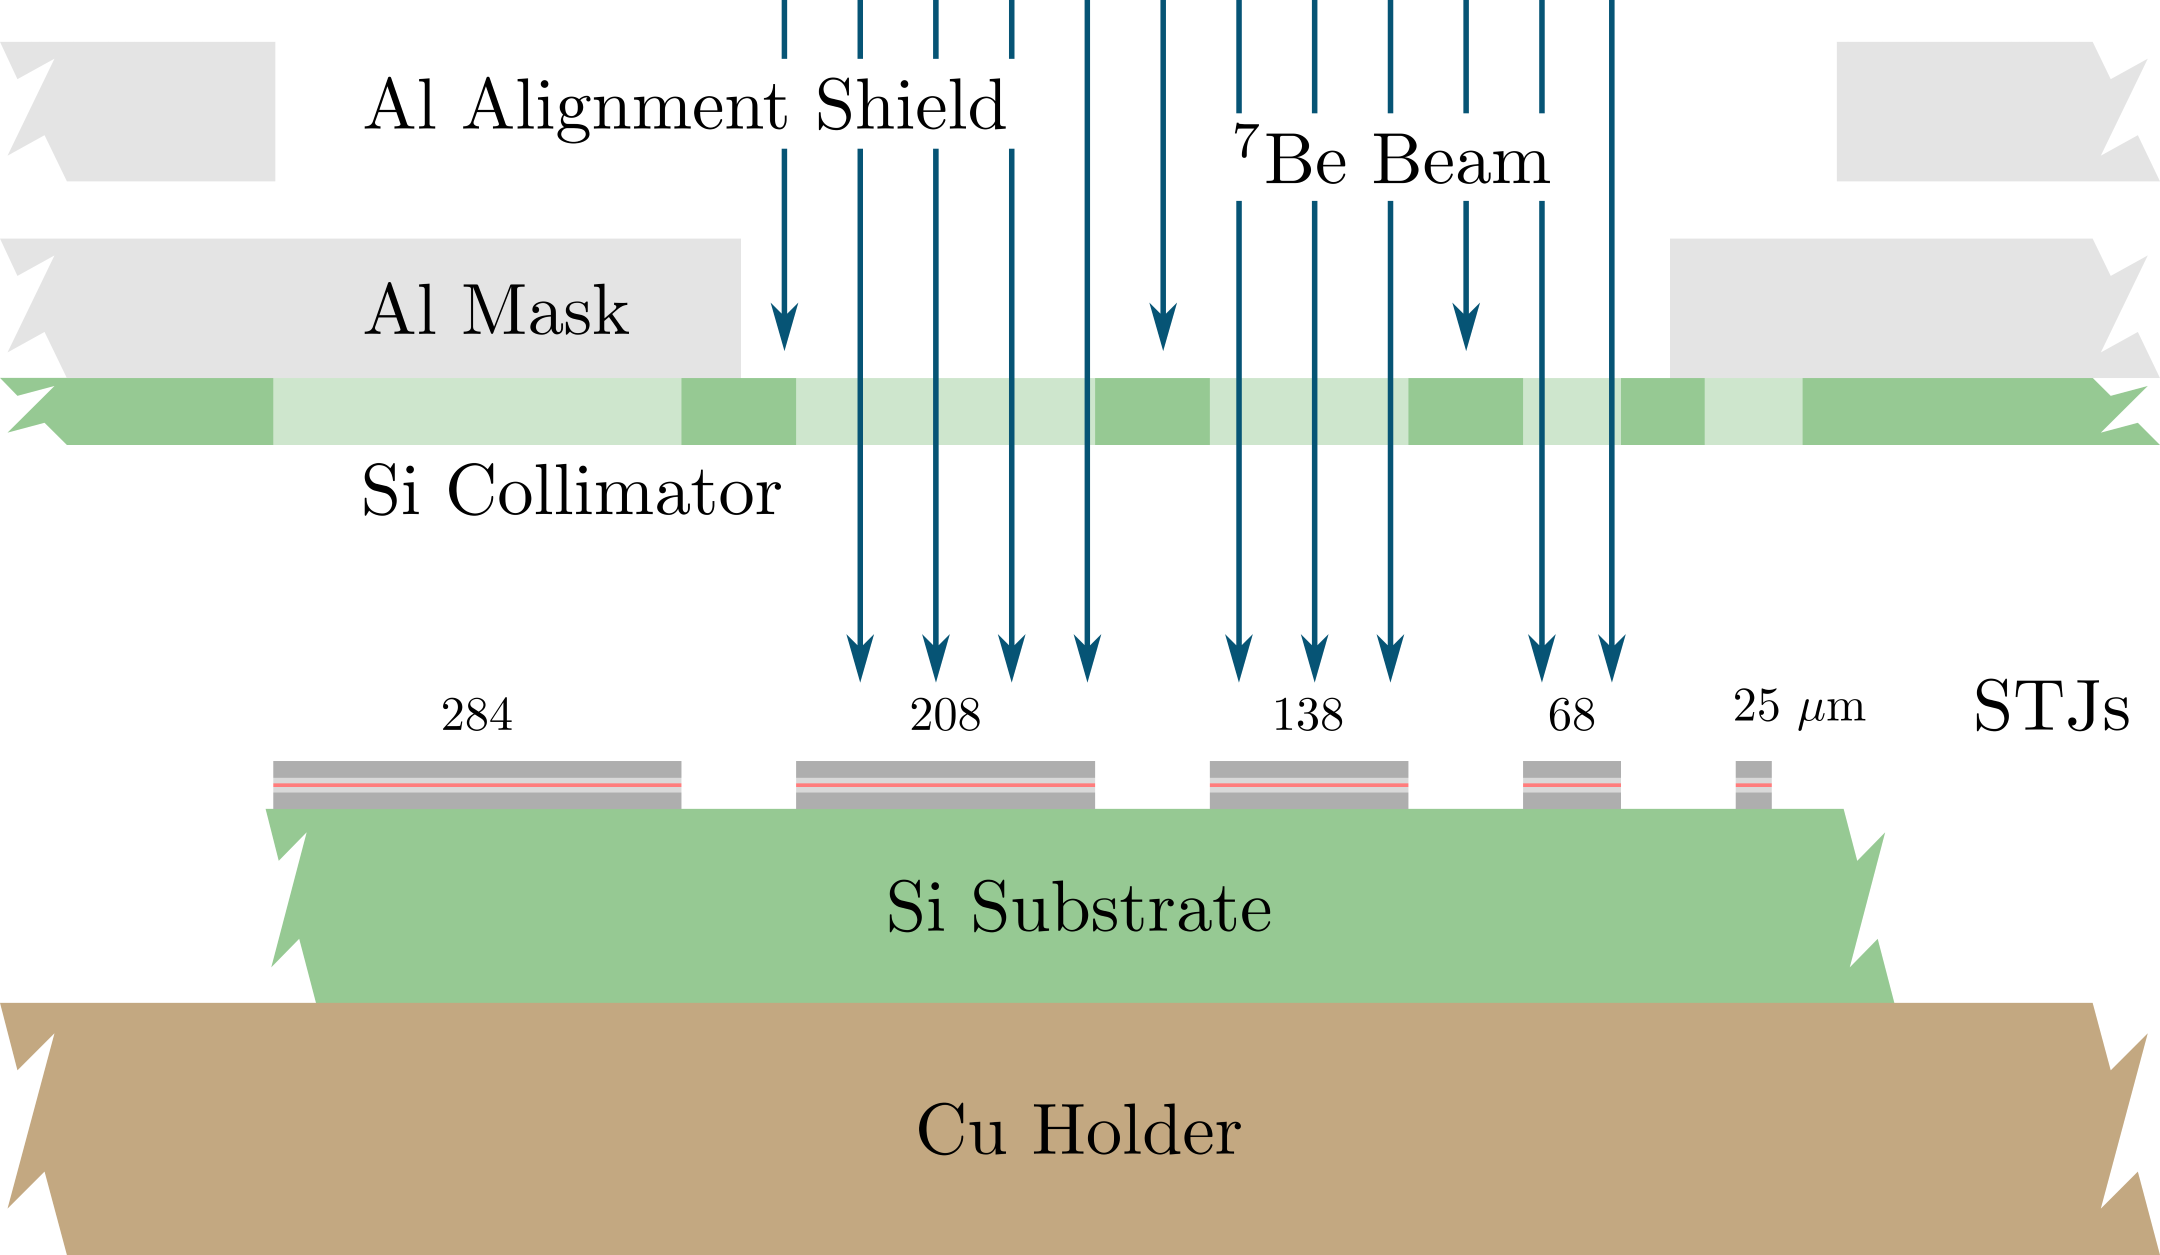 Al Alignment Shield
⁷Be Beam
Al Mask
Si Collimator
284
208
138
68
25 μm
STJs
Si Substrate
Cu Holder